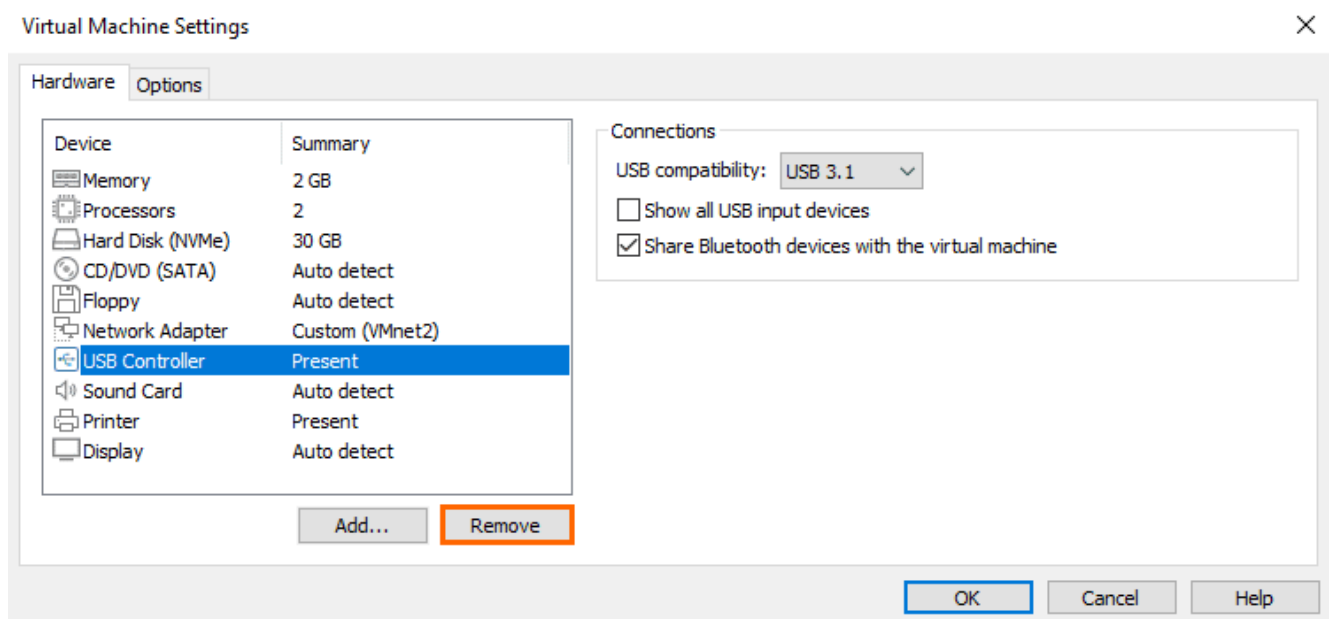 Virtual Machine Settings
Hardware Options
Device Summary
Memory 2 GB
Processors 2
Hard Disk (NVMe) 30 GB
CD/DVD (SATA) Auto detect
Floppy Auto detect
Network Adapter Custom (VMnet2)
USB Controller Present
Sound Card Auto detect
Printer Present
Display Auto detect
Add... Remove
Connections
USB compatibility: USB 3.1
Show all USB input devices
Share Bluetooth devices with the virtual machine
OK Cancel Help